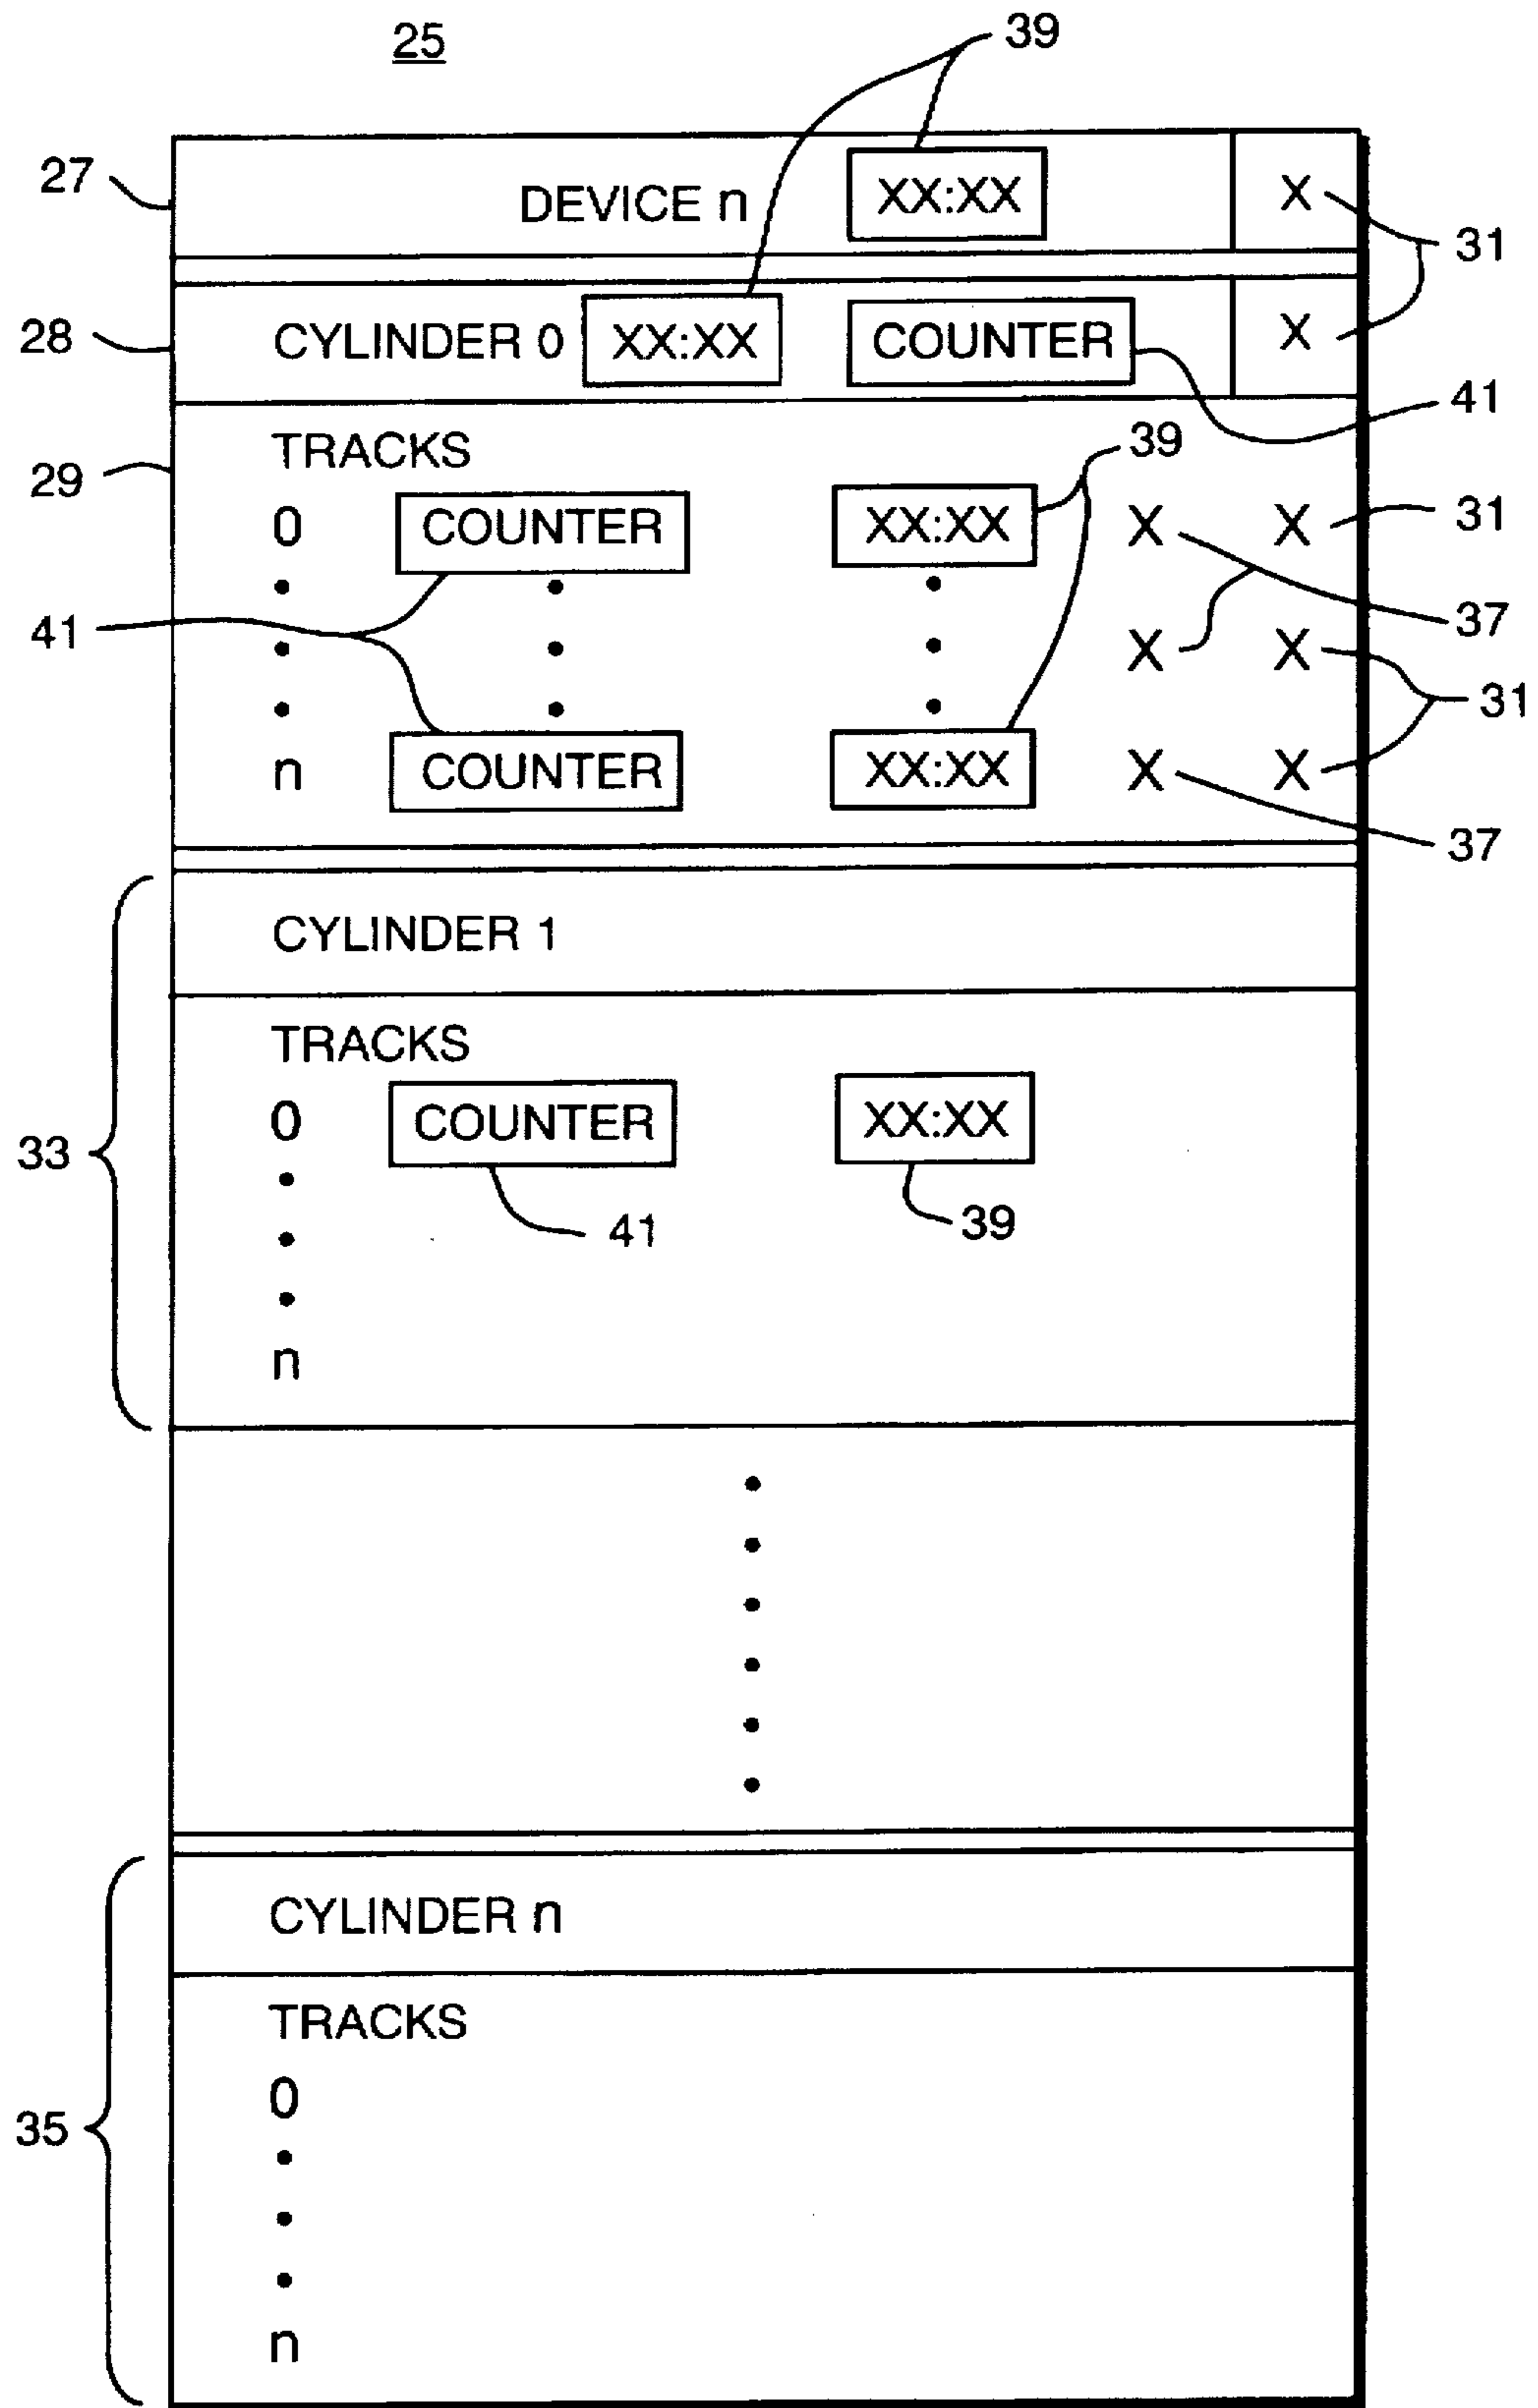 25
39
27
DEVICE n XX:XX X
31
28
CYLINDER 0 XX:XX COUNTER X
41
29
TRACKS
39
0 COUNTER XX:XX X X
31
37
41
X X
31
n COUNTER XX:XX X X
37
33
CYLINDER 1
TRACKS
0 COUNTER XX:XX
41
39
n
35
CYLINDER n
TRACKS
0
n